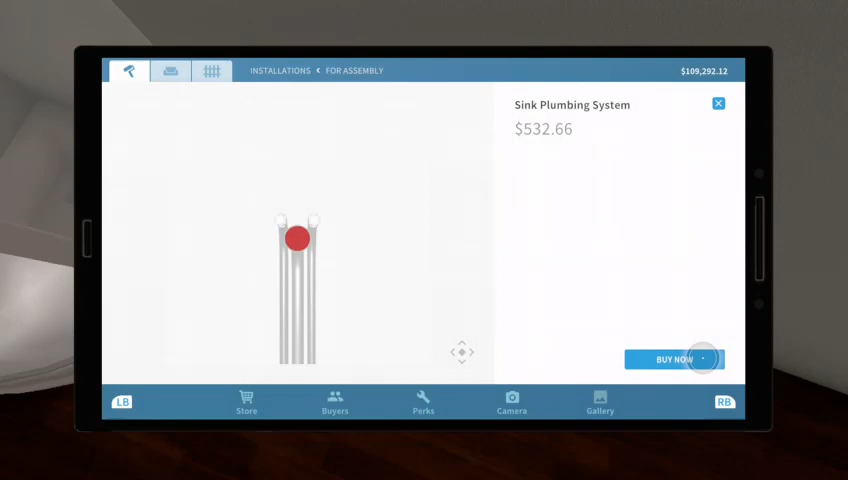 INSTALLATIONS < FOR ASSEMBLY
$109,292.12
Sink Plumbing System
$532.66
BUY NOW
LB
Store
Buyers
Perks
Camera
Gallery
RB